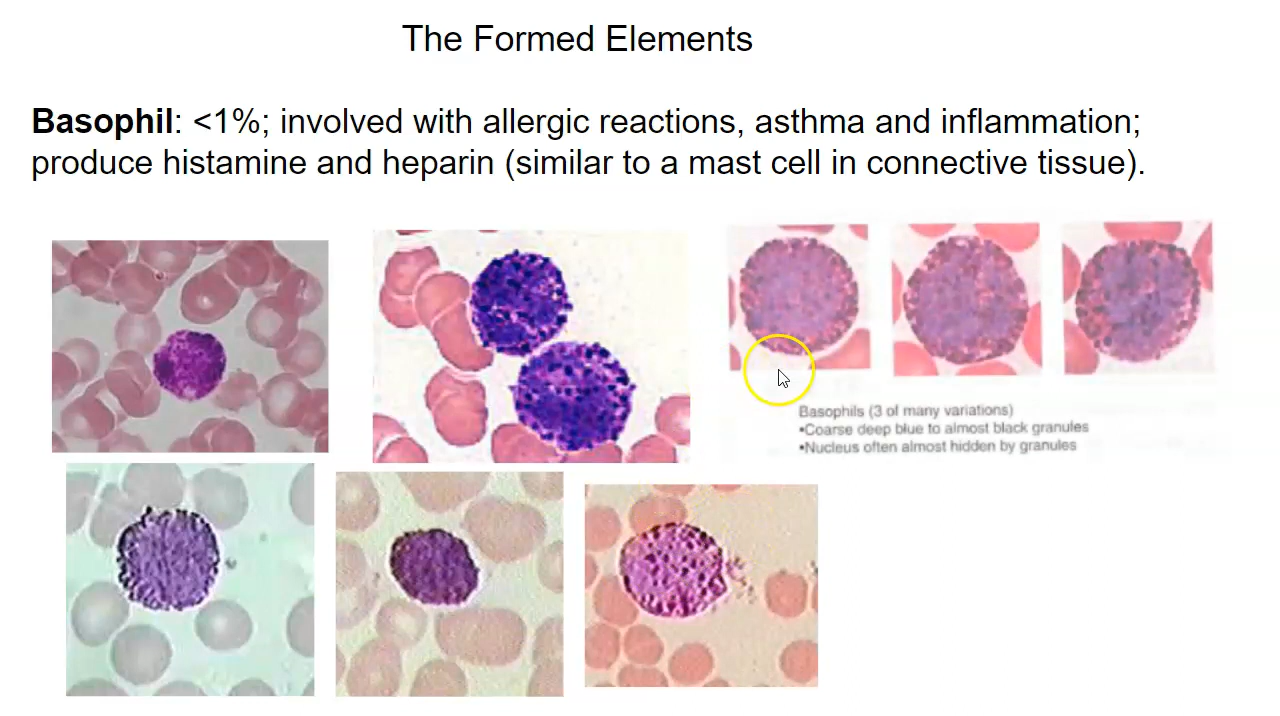 The Formed Elements
Basophil: <1%; involved with allergic reactions, asthma and inflammation;
produce histamine and heparin (similar to a mast cell in connective tissue).
Basophils (3 of many variations)
•Coarse deep blue to almost black granules
•Nucleus often almost hidden by granules